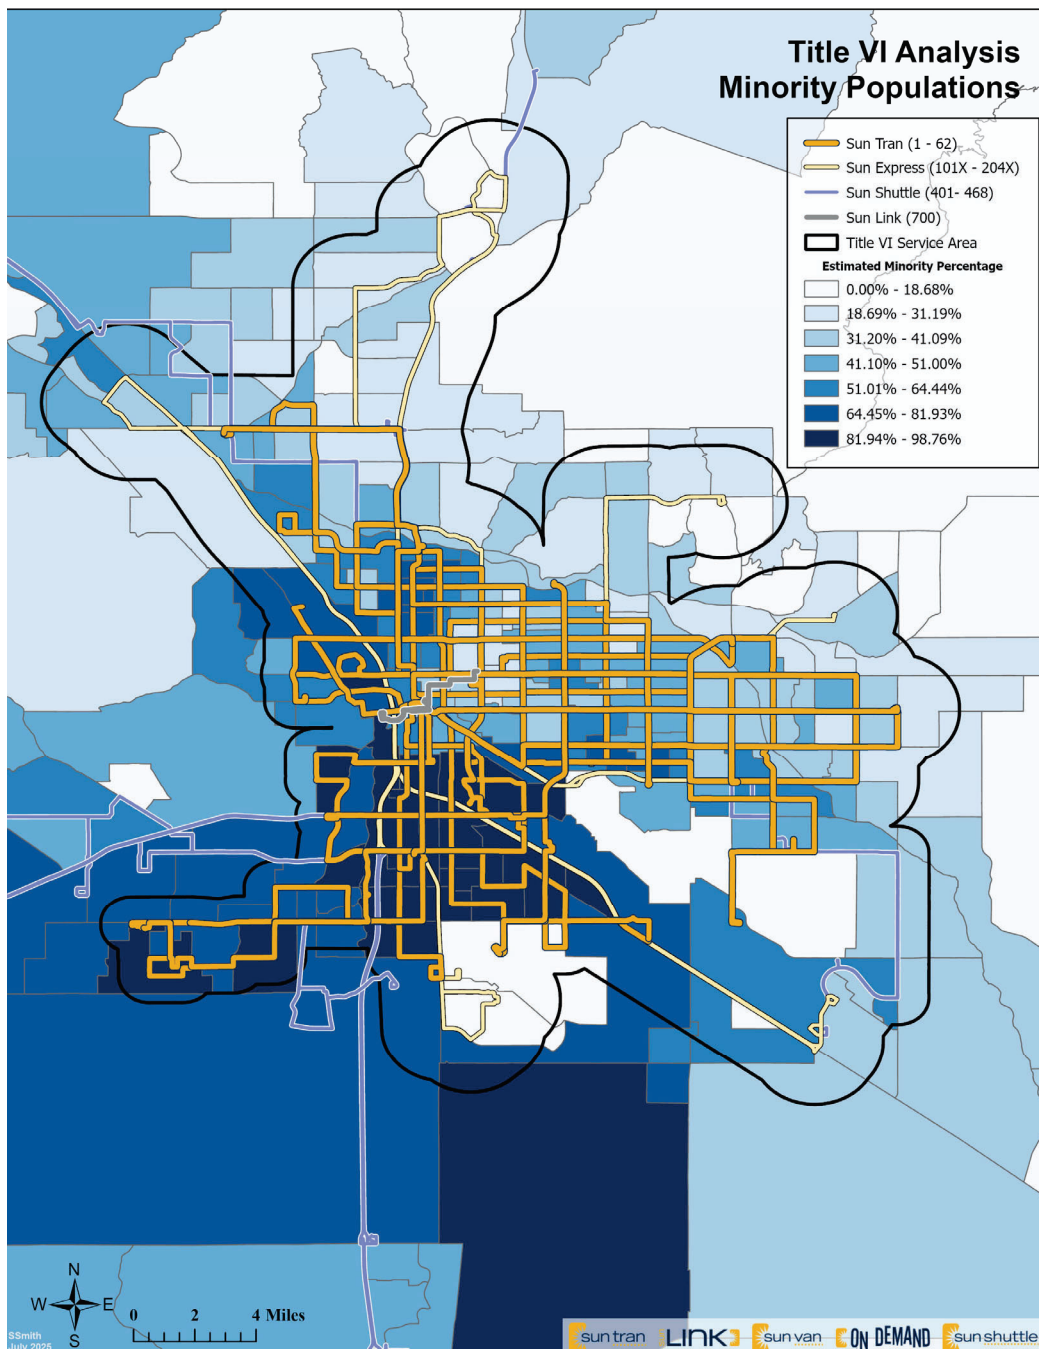 Title VI Analysis
Minority Populations
Sun Tran (1 - 62)
Sun Express (101X - 204X)
Sun Shuttle (401- 468)
Sun Link (700)
Title VI Service Area
Estimated Minority Percentage
0.00% - 18.68%
18.69% - 31.19%
31.20% - 41.09%
41.10% - 51.00%
51.01% - 64.44%
64.45% - 81.93%
81.94% - 98.76%
N
W E
S
0 2 4 Miles
SSmith
July 2025
sun tran LINK sun van ON DEMAND sun shuttle